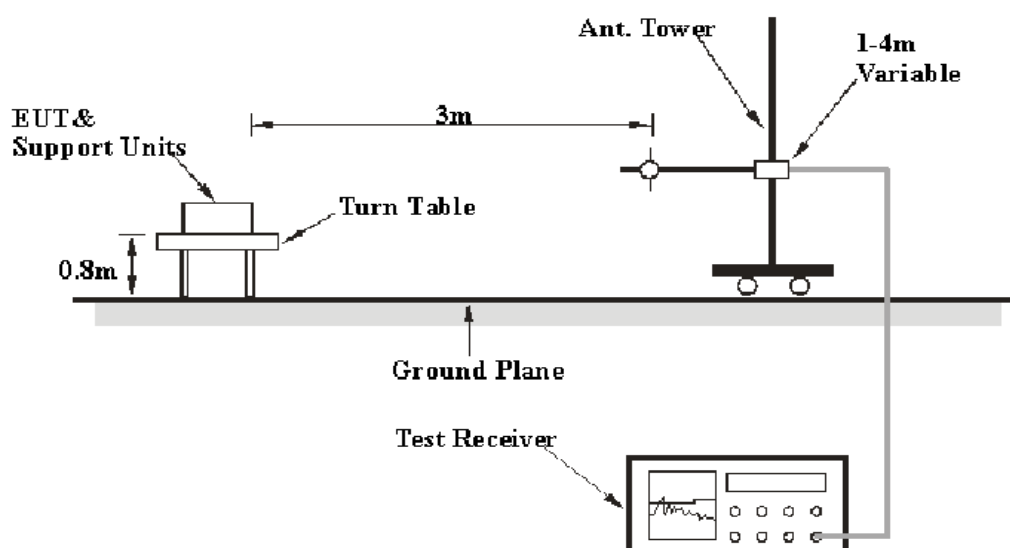 Ant. Tower
1-4m
Variable
3m
EUT&
Support Units
Turn Table
0.8m
Ground Plane
Test Receiver